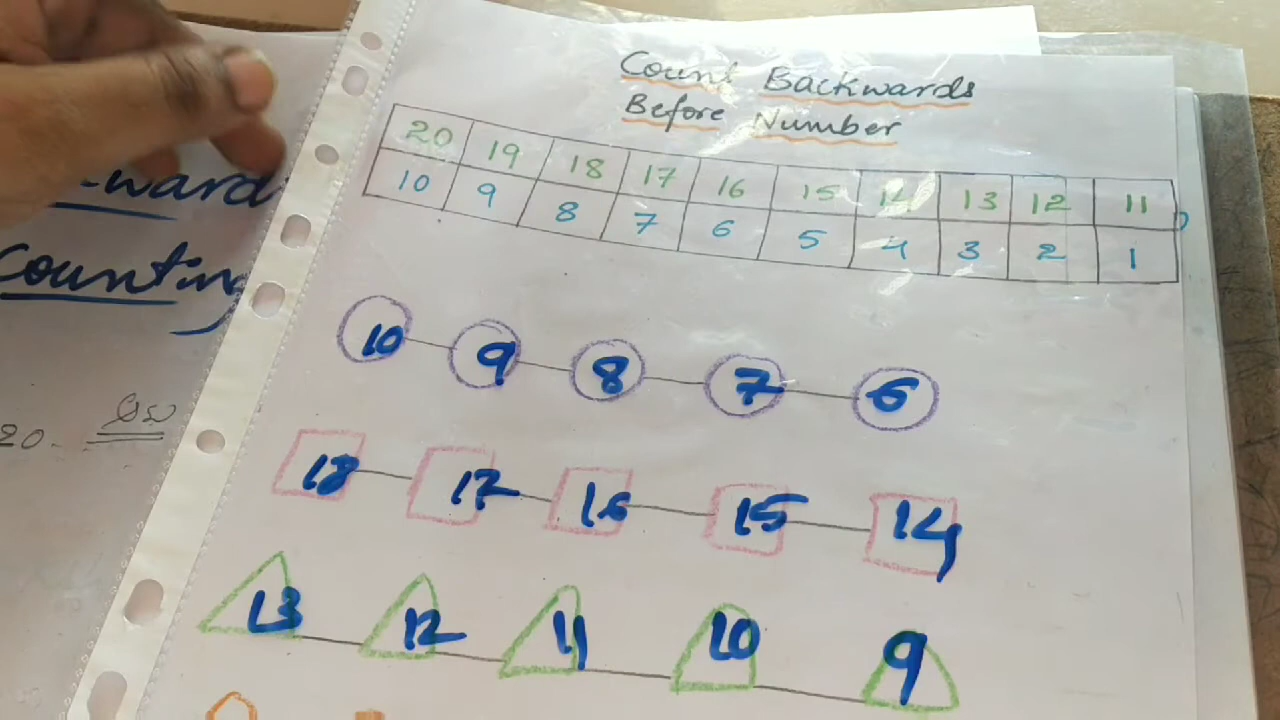 Count Backwards
Before Number
20 19 18 17 16 15 14 13 12 11
10 9 8 7 6 5 4 3 2 1
10 9 8 7 6
18 17 16 15 14
13 12 11 10 9
Counting
20.